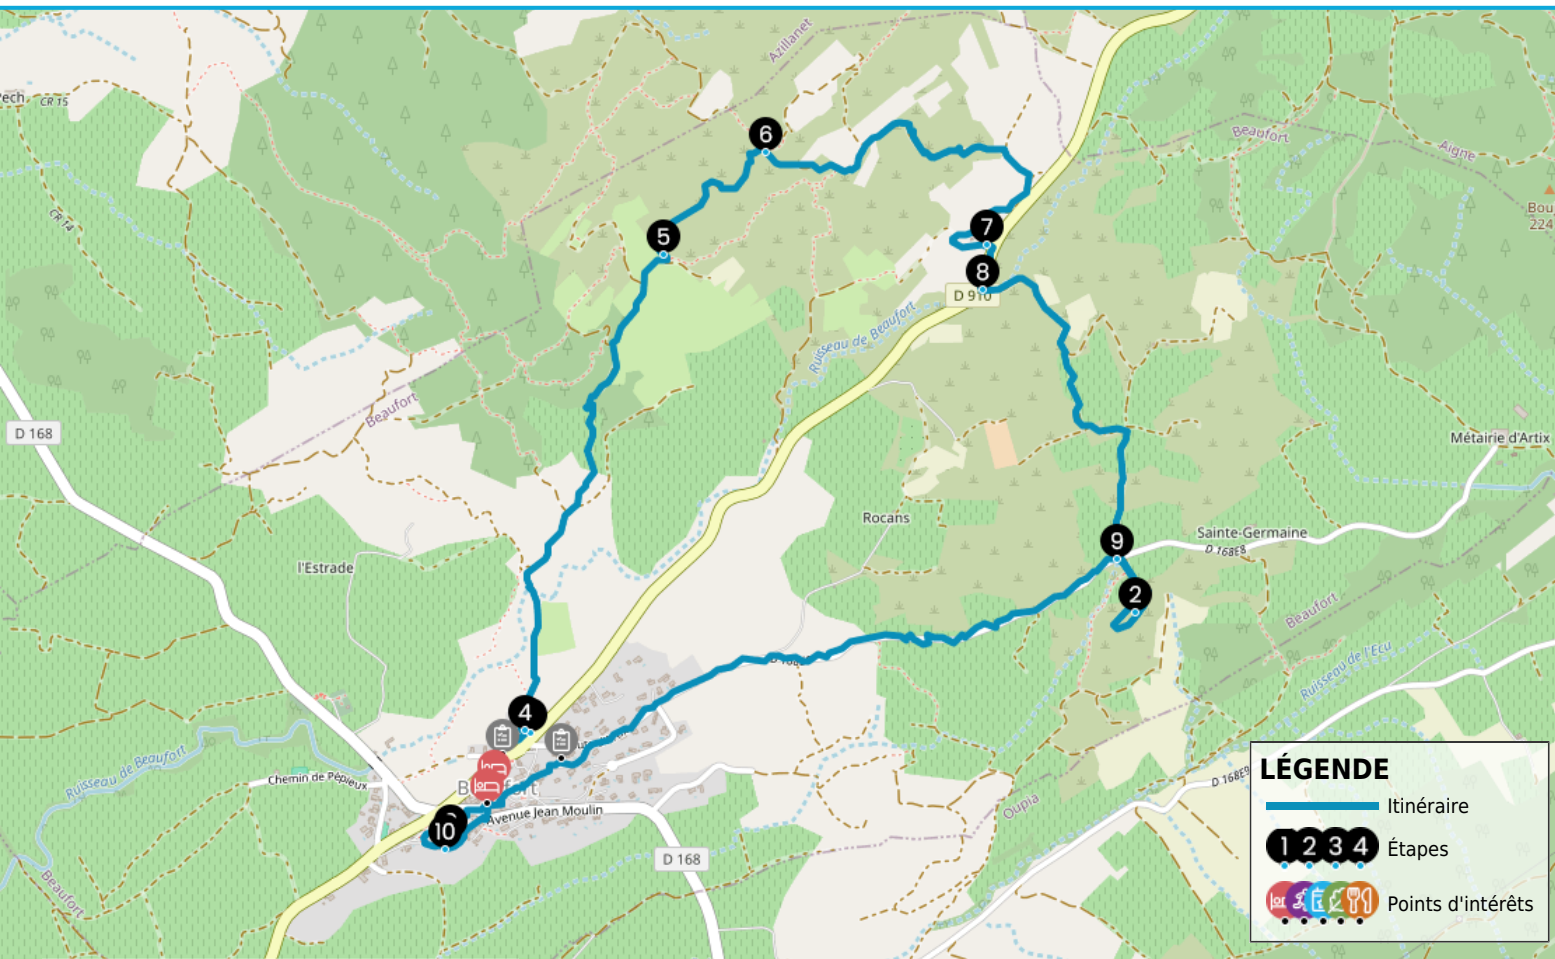 Azillanet
Pech
CR 15
6
Beaufort
Aigne
CR 14
5
7
Bou
224
8
D 910
Ruisseau de Beaufort
Beaufort
D 168
Métairie d'Artix
Rocans
9
Sainte-Germaine
D 168E8
l'Estrade
2
Beaufort
Ruisseau de l'Écu
4
Ruisseau de Beaufort
Chemin de Pépieux
D 168E9
Oupia
Avenue Jean Moulin
10
D 168
Beaufort
LÉGENDE
Itinéraire
1 2 3 4 Étapes
Points d'intérêts